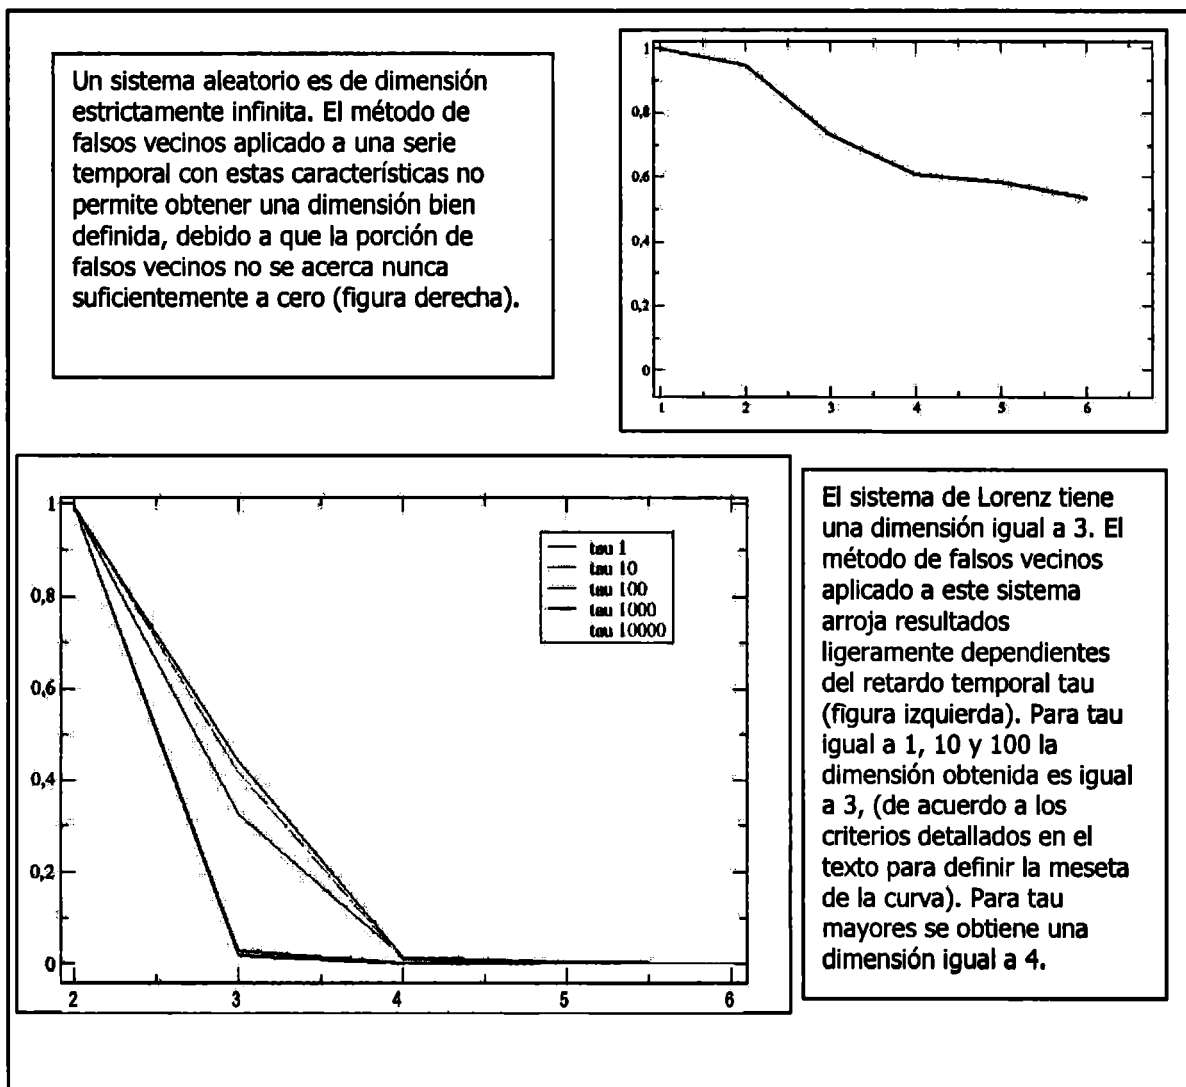 Un sistema aleatorio es de dimensión
estrictamente infinita. El método de
falsos vecinos aplicado a una serie
temporal con estas características no
permite obtener una dimensión bien
definida, debido a que la porción de
falsos vecinos no se acerca nunca
suficientemente a cero (figura derecha).
1
0,8
0,6
0,4
0,2
0
1 2 3 4 5 6
1
0,8
0,6
0,4
0,2
0
2 3 4 5 6
tau 1
tau 10
tau 100
tau 1000
tau 10000
El sistema de Lorenz tiene
una dimensión igual a 3. El
método de falsos vecinos
aplicado a este sistema
arroja resultados
ligeramente dependientes
del retardo temporal tau
(figura izquierda). Para tau
igual a 1, 10 y 100 la
dimensión obtenida es igual
a 3, (de acuerdo a los
criterios detallados en el
texto para definir la meseta
de la curva). Para tau
mayores se obtiene una
dimensión igual a 4.